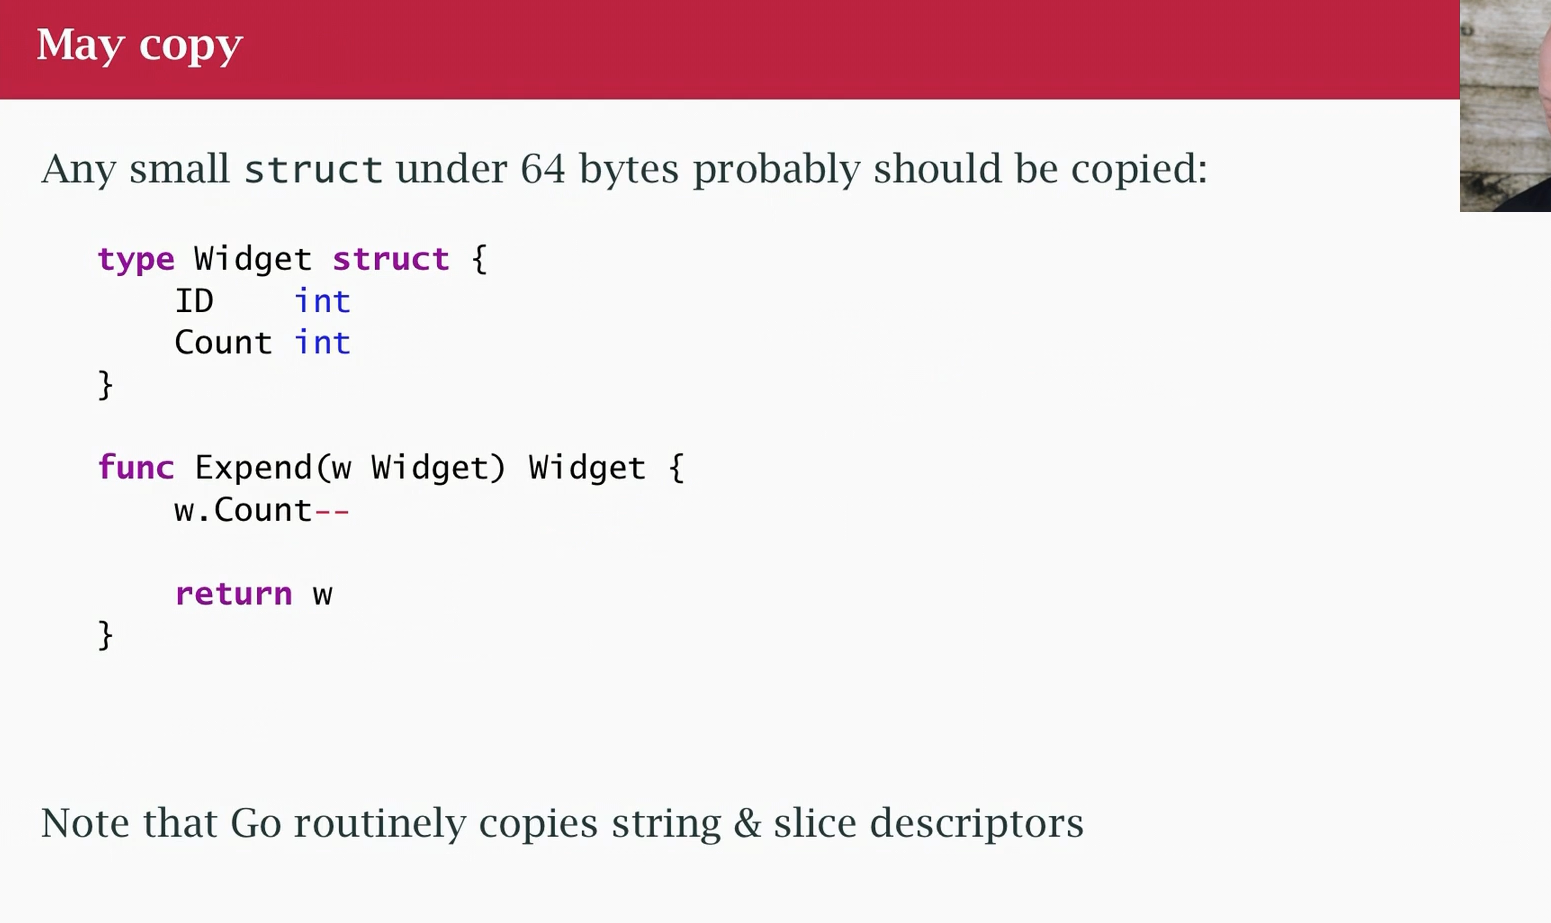 May copy
Any small struct under 64 bytes probably should be copied:
type Widget struct {
    ID    int
    Count int
}
func Expend(w Widget) Widget {
    w.Count--
    return w
}
Note that Go routinely copies string & slice descriptors